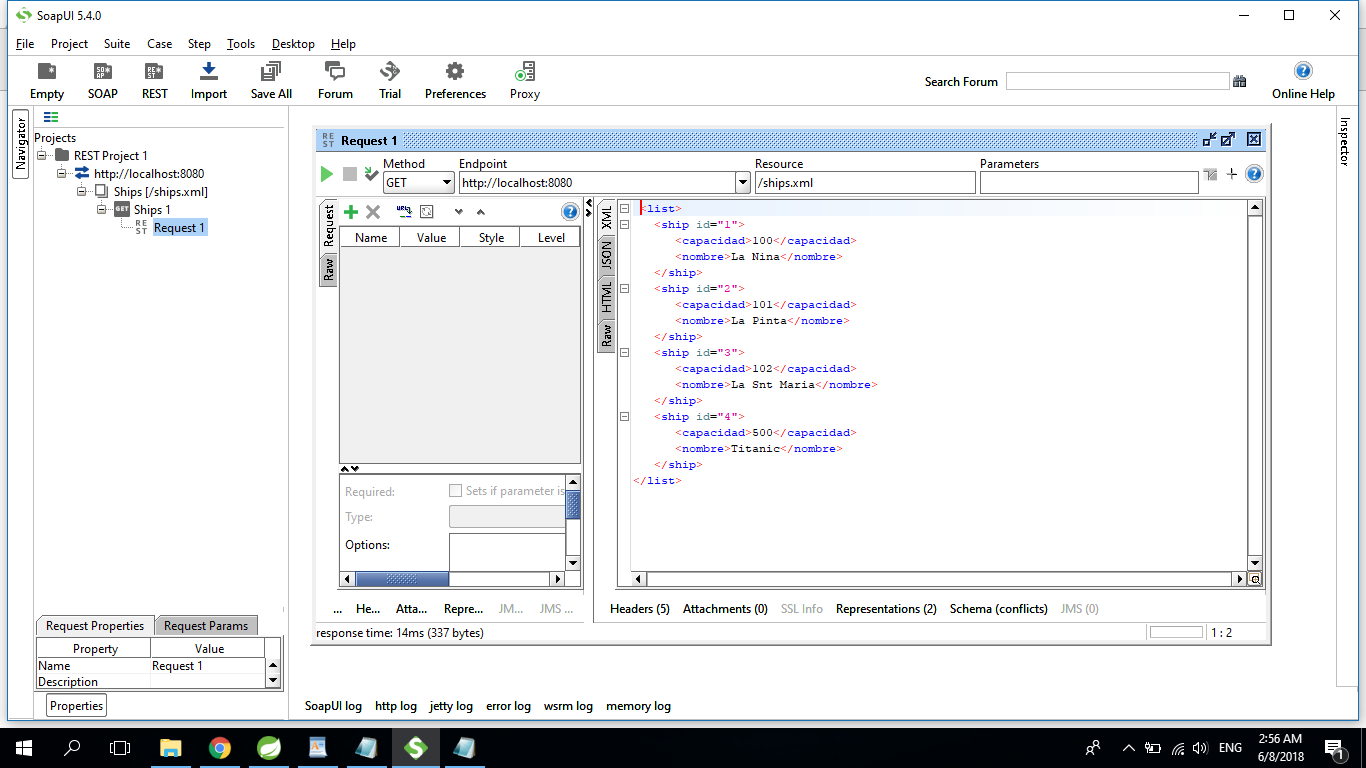 SoapUI 5.4.0
File Project Suite Case Step Tools Desktop Help
Empty SOAP REST Import Save All Forum Trial Preferences Proxy Search Forum Online Help
Navigator
Inspector
Projects
REST Project 1
http://localhost:8080
Ships [/ships.xml]
GET Ships 1
REST Request 1
REST Request 1
Method Endpoint Resource Parameters
GET http://localhost:8080 /ships.xml
Request
Raw
Name Value Style Level
Required: Sets if parameter is
Type:
Options:
... He... Atta... Repre... JM... JMS ...
XML
JSON
HTML
Raw
<list>
<ship id="1">
<capacidad>100</capacidad>
<nombre>La Nina</nombre>
</ship>
<ship id="2">
<capacidad>101</capacidad>
<nombre>La Pinta</nombre>
</ship>
<ship id="3">
<capacidad>102</capacidad>
<nombre>La Snt Maria</nombre>
</ship>
<ship id="4">
<capacidad>500</capacidad>
<nombre>Titanic</nombre>
</ship>
</list>
Headers (5) Attachments (0) SSL Info Representations (2) Schema (conflicts) JMS (0)
response time: 14ms (337 bytes) 1 : 2
Request Properties Request Params
Property Value
Name Request 1
Description
Properties
SoapUI log http log jetty log error log wsrm log memory log
ENG
2:56 AM
6/8/2018
1